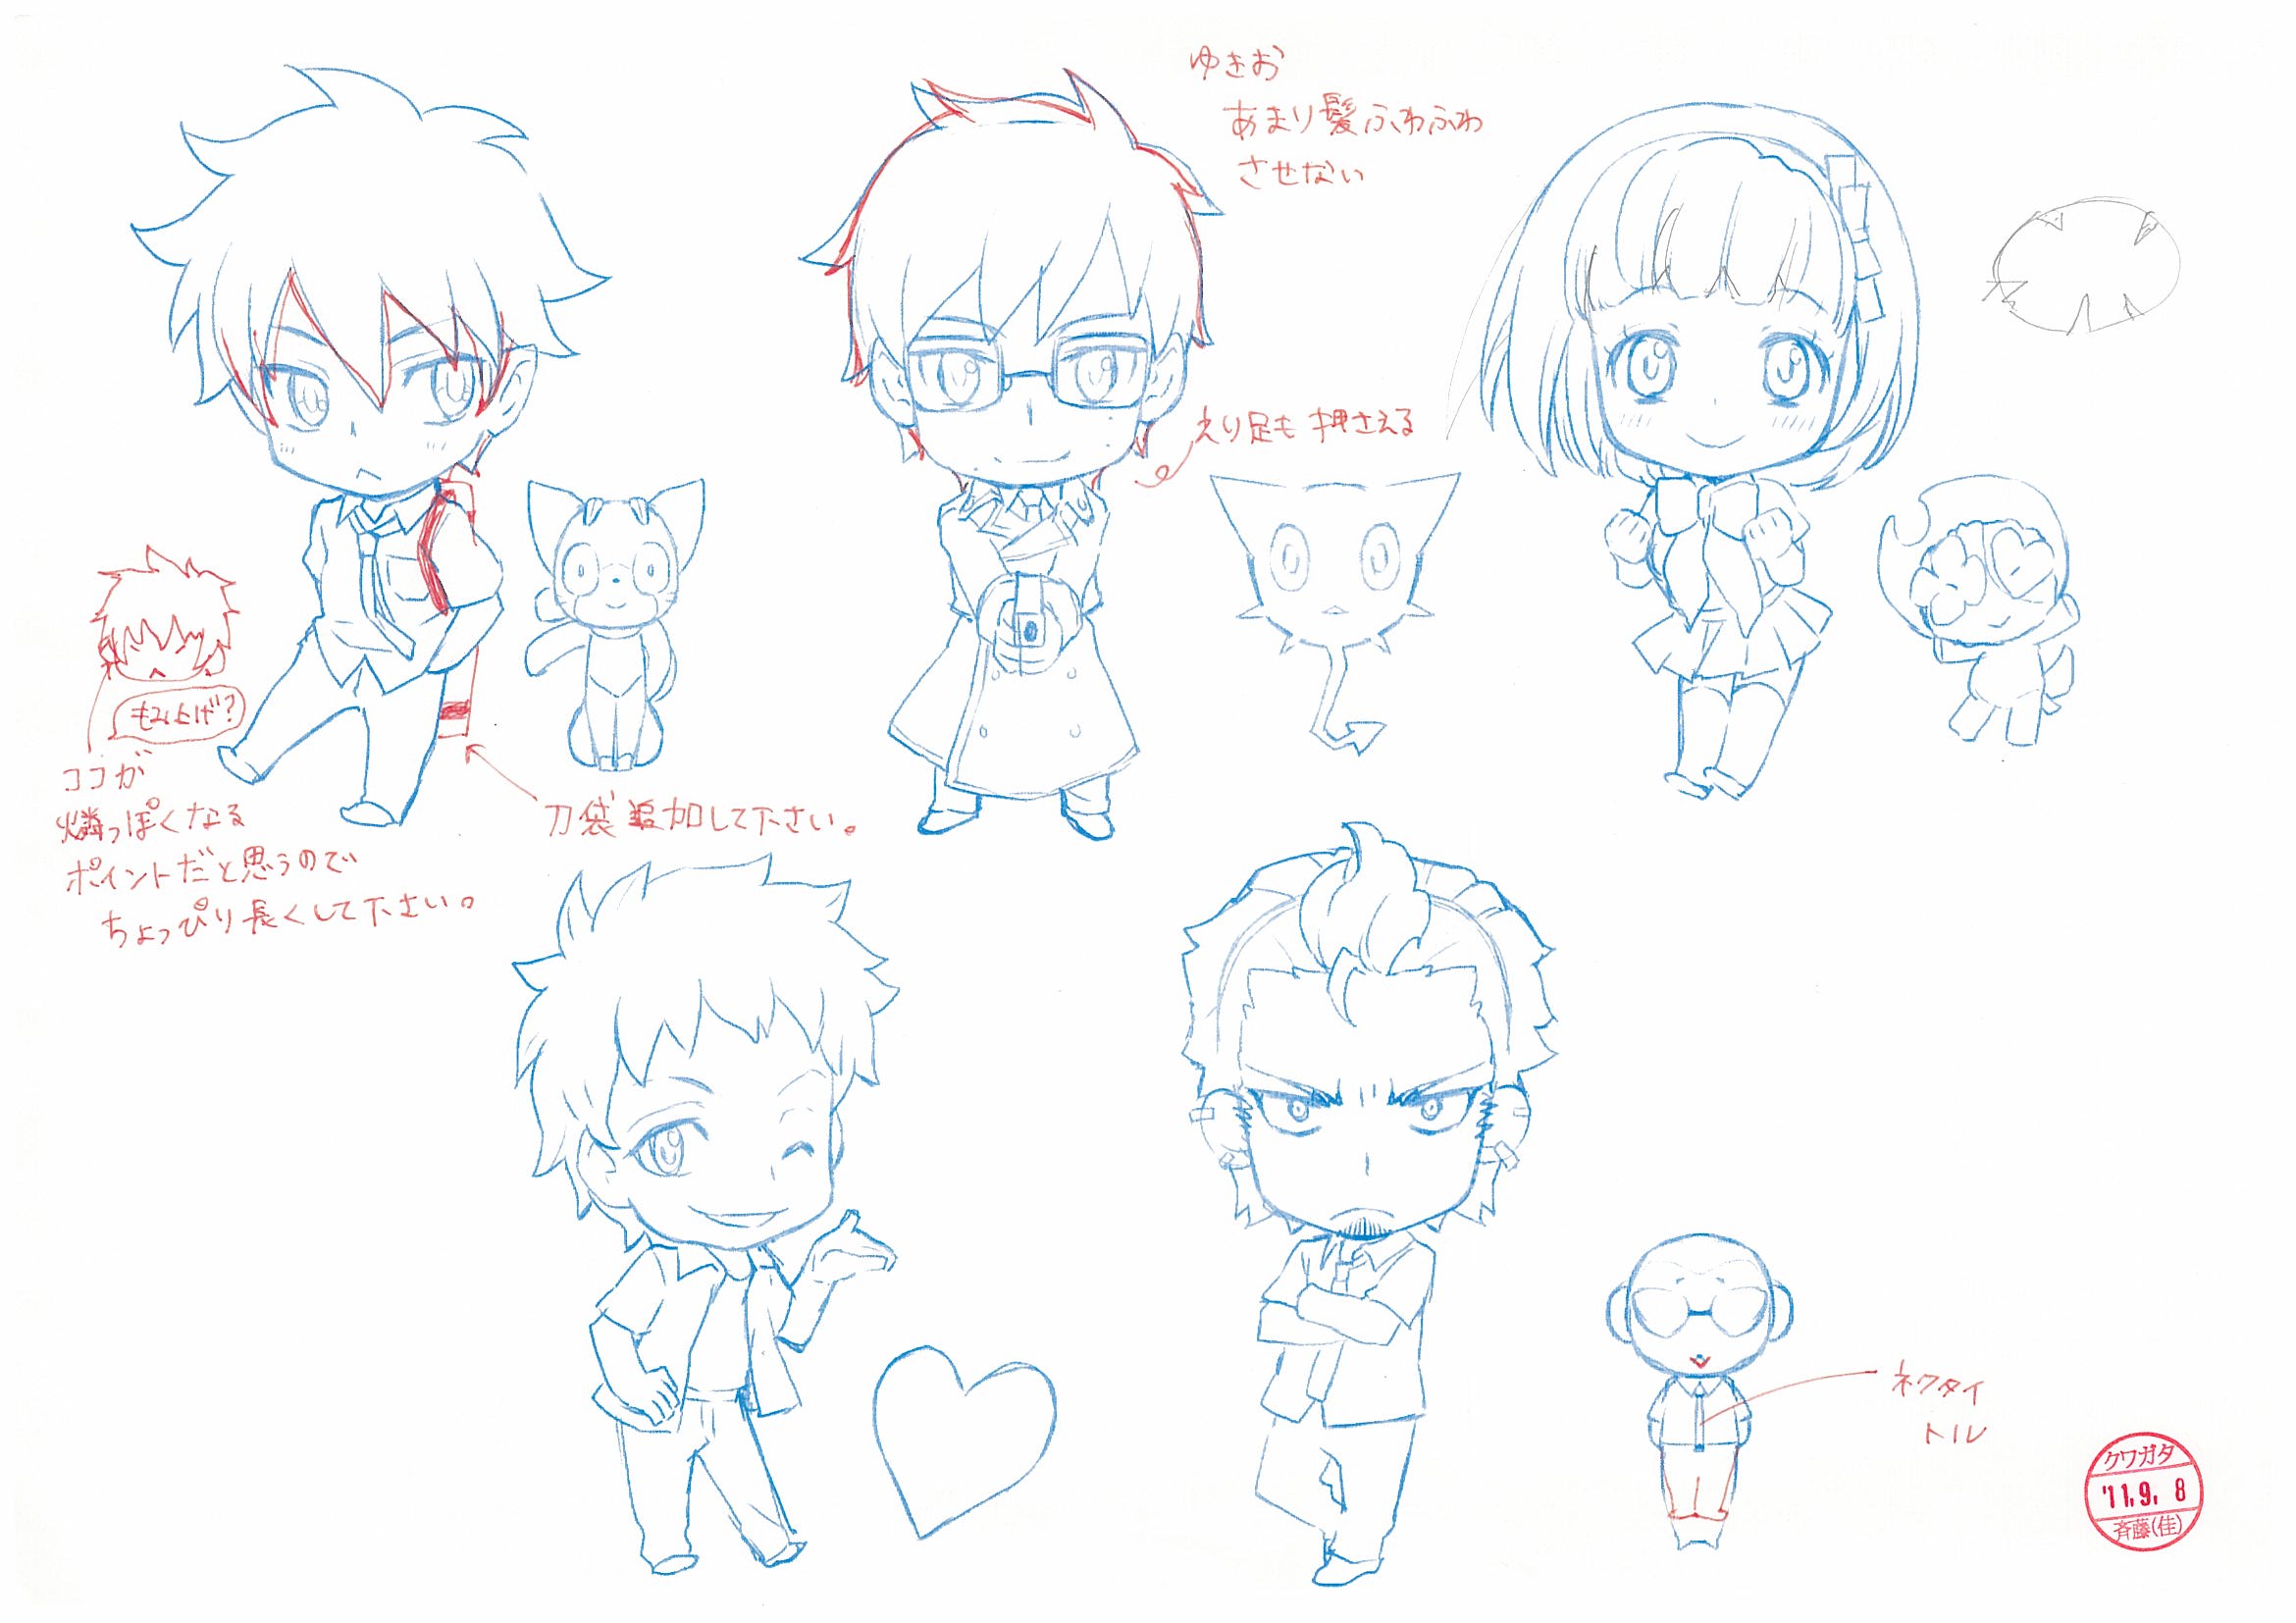 ゆきお
あまり髪ふわふわ
させない
えり足も押さえる
もみ上げ?
ココが
燐っぽくなる
ポイントだと思うので
ちょっぴり長くして下さい。
刀袋追加して下さい。
ネクタイ
トル
クワガタ
'11.9.8
斉藤(佳)